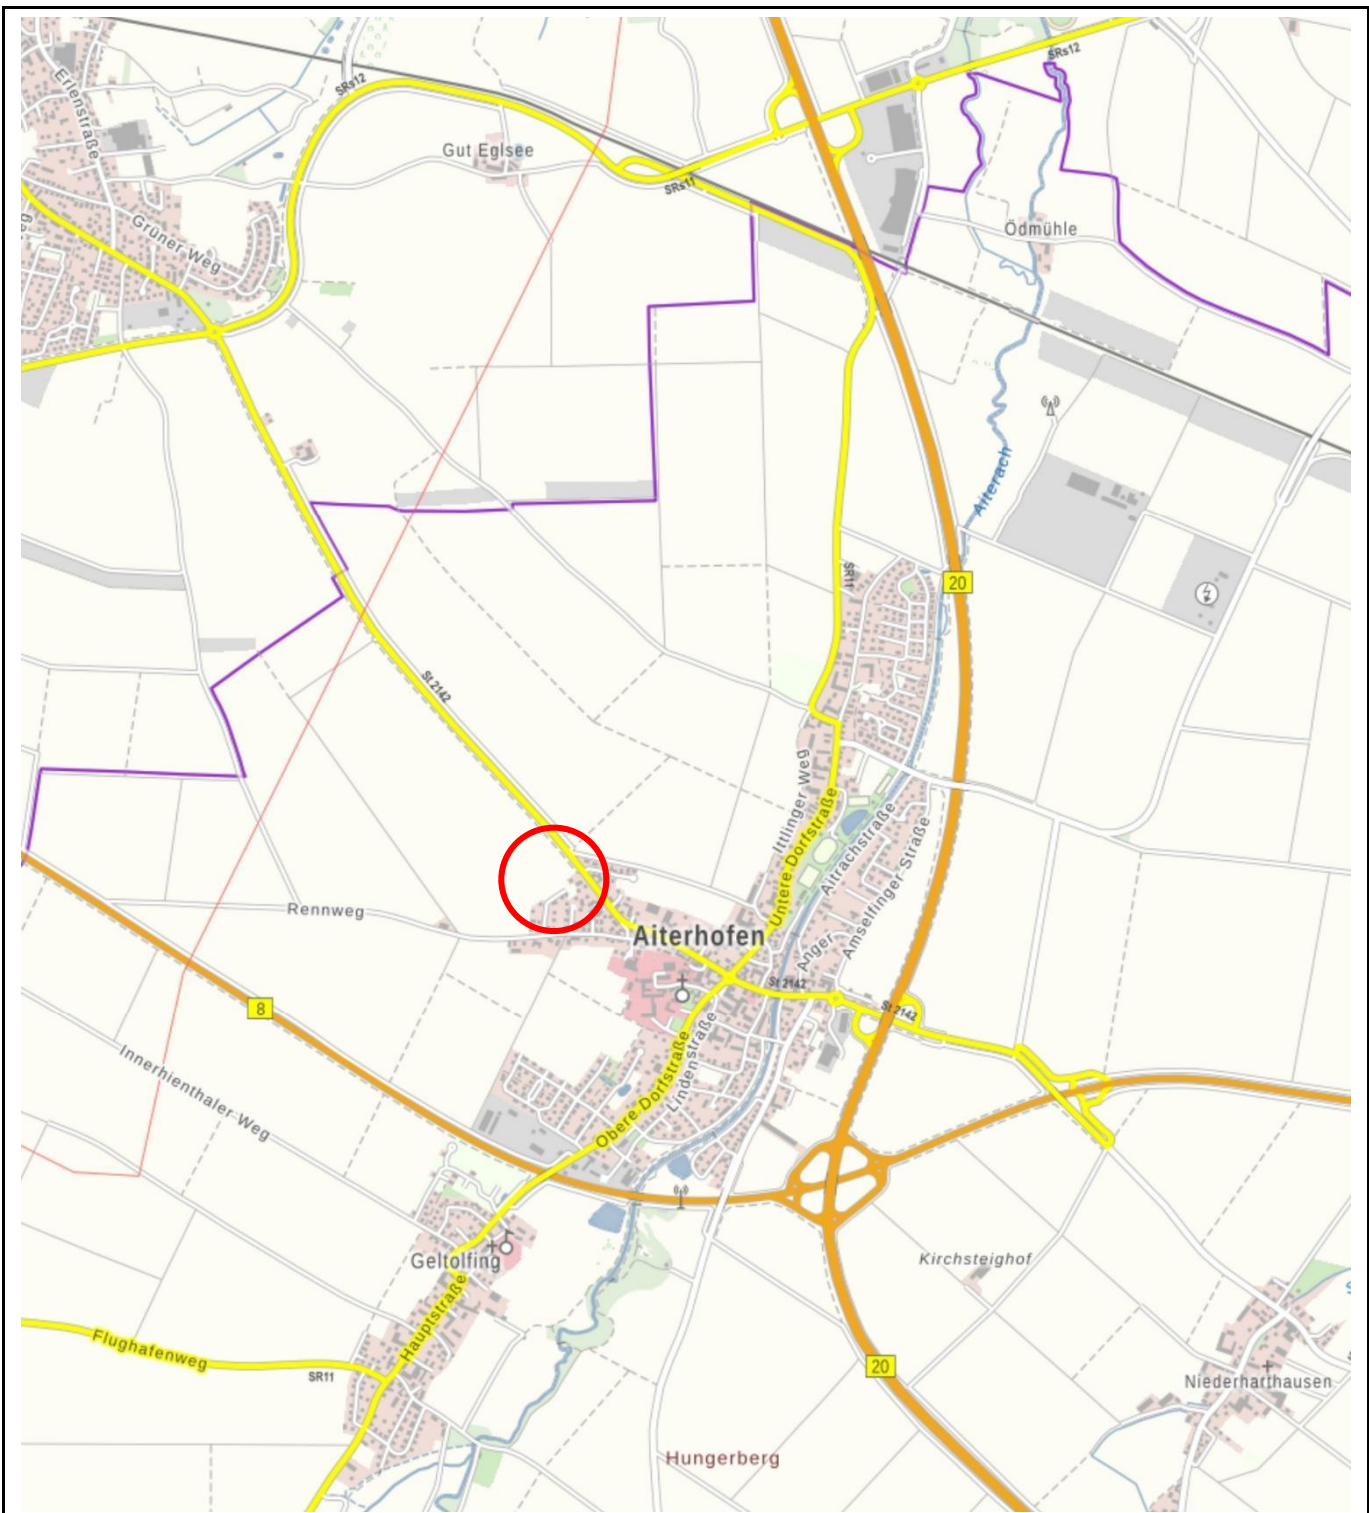 SRs12
SRs12
Erlenstraße
Gut Eglsee
SRs11
Grüner Weg
Ödmühle
Aiterach
20
SR11
St 2142
Ittlinger Weg
Untere Dorfstraße
Aitrachstraße
Amselfinger Straße
Rennweg
Aiterhofen
Anger
St 2142
8
St 2142
Innerhienthaler Weg
Lindenstraße
Obere Dorfstraße
Geltolfing
Kirchsteighof
Hauptstraße
Flughafenweg
SR11
20
Niederharthausen
Hungerberg